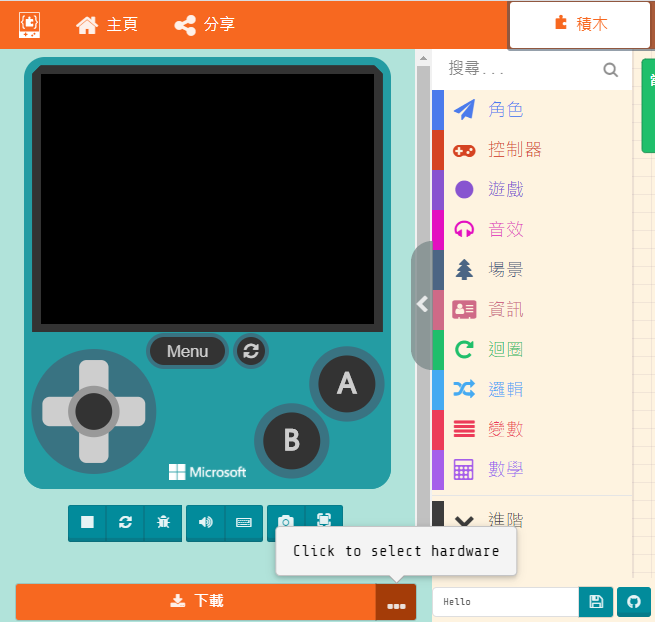 主頁
分享
積木
搜尋...
角色
控制器
遊戲
音效
場景
資訊
迴圈
邏輯
變數
數學
進階
Menu
A
B
Microsoft
Click to select hardware
下載
Hello